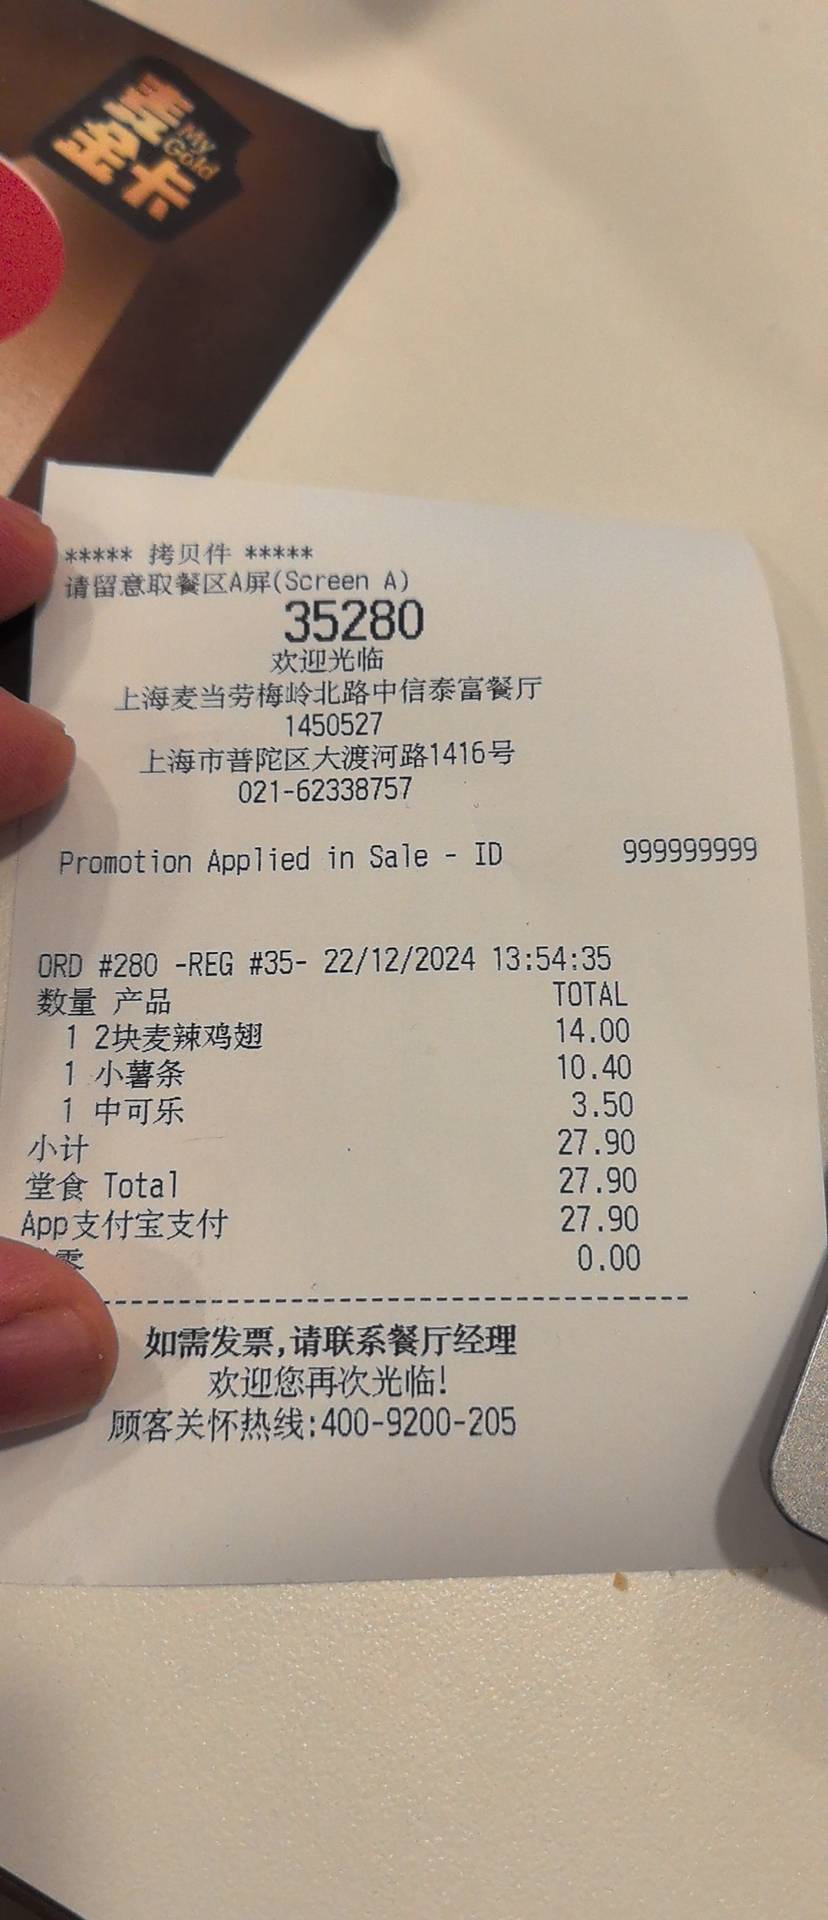 麦
金卡
My
Gold
***** 拷贝件 *****
请留意取餐区A屏(Screen A)
35280
欢迎光临
上海麦当劳梅岭北路中信泰富餐厅
1450527
上海市普陀区大渡河路1416号
021-62338757
Promotion Applied in Sale - ID 999999999
ORD #280 -REG #35- 22/12/2024 13:54:35
数量 产品 TOTAL
1 2块麦辣鸡翅 14.00
1 小薯条 10.40
1 中可乐 3.50
小计 27.90
堂食 Total 27.90
App支付宝支付 27.90
零 0.00
如需发票,请联系餐厅经理
欢迎您再次光临!
顾客关怀热线:400-9200-205